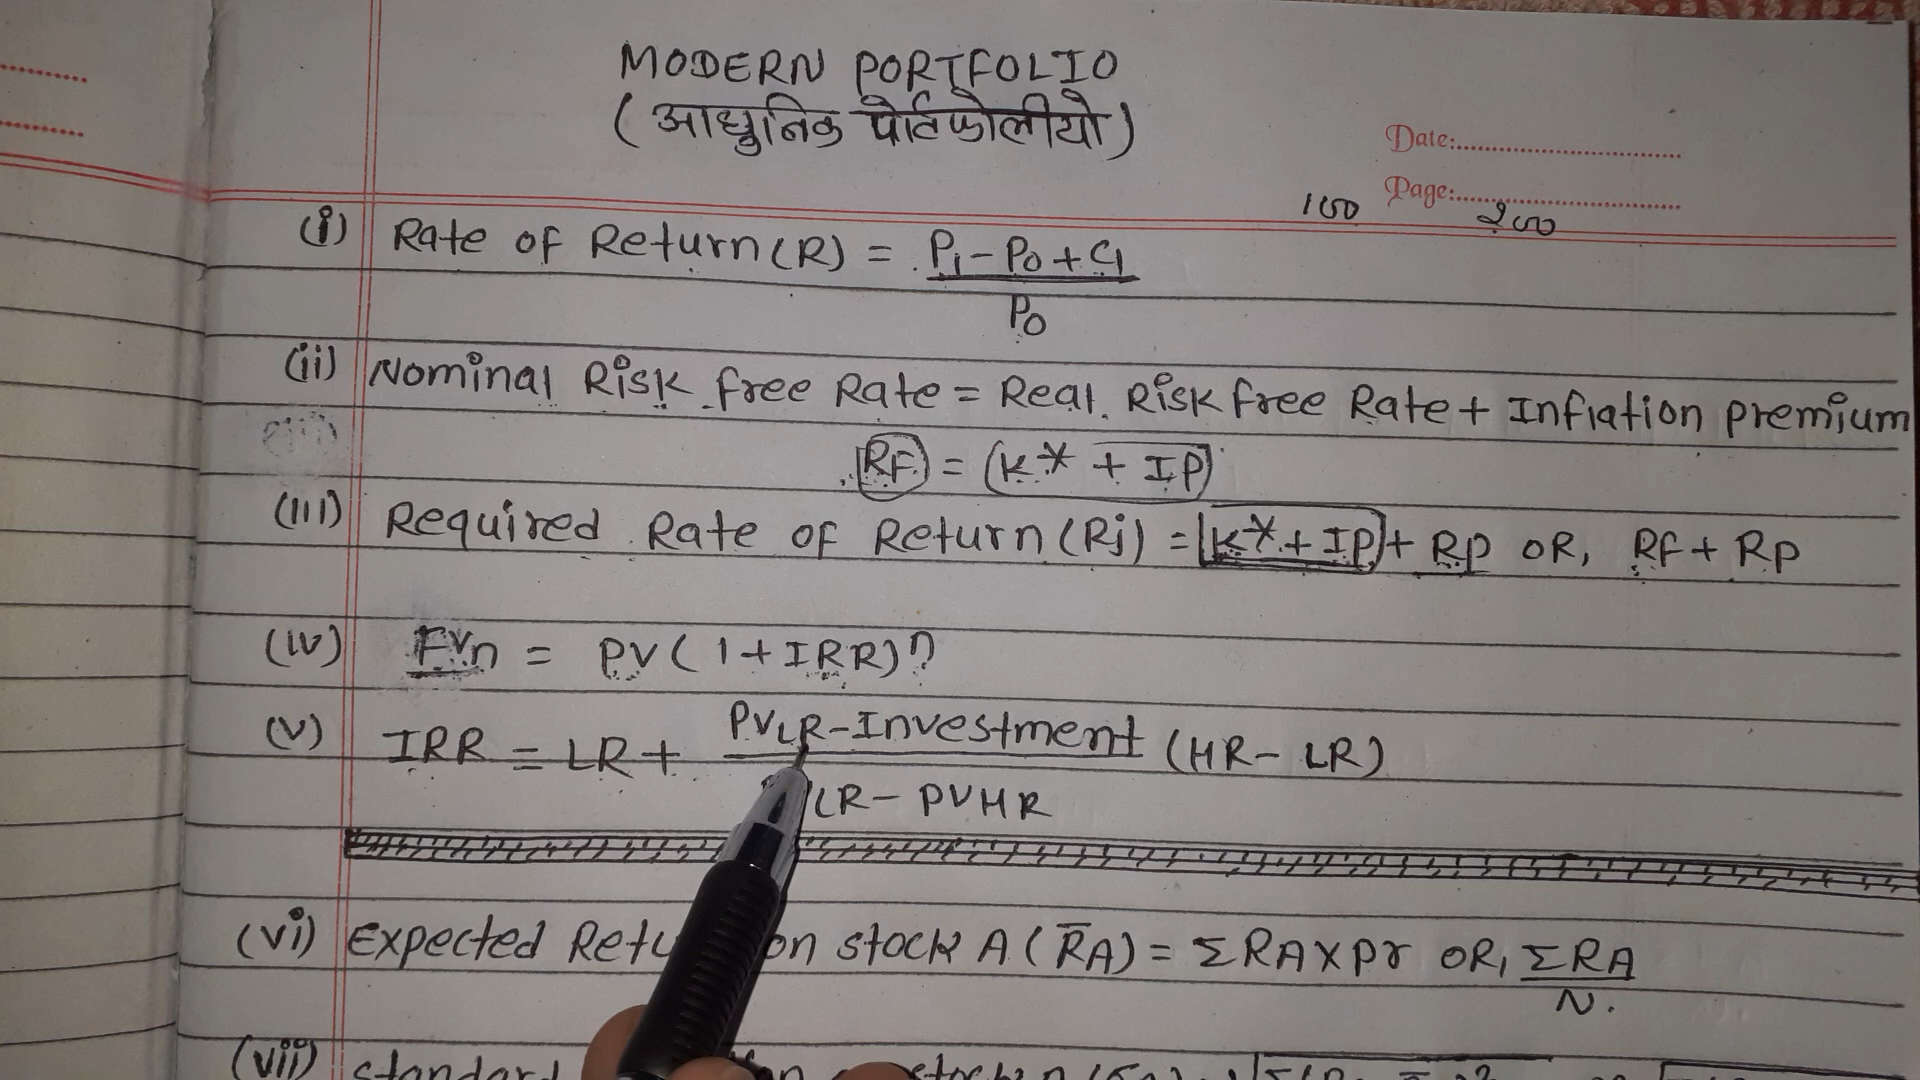 MODERN PORTFOLIO
(आधुनिक पोर्टफोलीयो)
Date:
Page:
100 200
(i) Rate of Return (R) = P1 - P0 + C1
P0
(ii) Nominal Risk free Rate = Real Risk free Rate + Inflation premium
RF = (K* + IP)
(iii) Required Rate of Return (Rj) = K* + IP + RP OR, RF + RP
(iv) FVn = PV (1 + IRR)n
(v) IRR = LR + PVLR - Investment (HR - LR)
LR - PVHR
(vi) Expected Retu on stock A (R̅A) = ΣRA x Pr OR, ΣRA
N.
(vii) standard